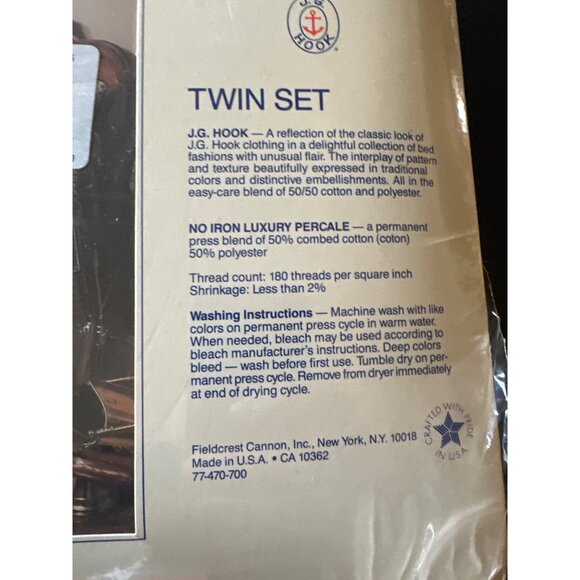 J.G.
HOOK
TWIN SET
J.G. HOOK — A reflection of the classic look of
J.G. Hook clothing in a delightful collection of bed
fashions with unusual flair. The interplay of pattern
and texture beautifully expressed in traditional
colors and distinctive embellishments. All in the
easy-care blend of 50/50 cotton and polyester.
NO IRON LUXURY PERCALE — a permanent
press blend of 50% combed cotton (coton)
50% polyester
Thread count: 180 threads per square inch
Shrinkage: Less than 2%
Washing Instructions — Machine wash with like
colors on permanent press cycle in warm water.
When needed, bleach may be used according to
bleach manufacturer's instructions. Deep colors
bleed — wash before first use. Tumble dry on per-
manent press cycle. Remove from dryer immediately
at end of drying cycle.
CRAFTED WITH PRIDE
IN U.S.A.
Fieldcrest Cannon, Inc., New York, N.Y. 10018
Made in U.S.A. • CA 10362
77-470-700